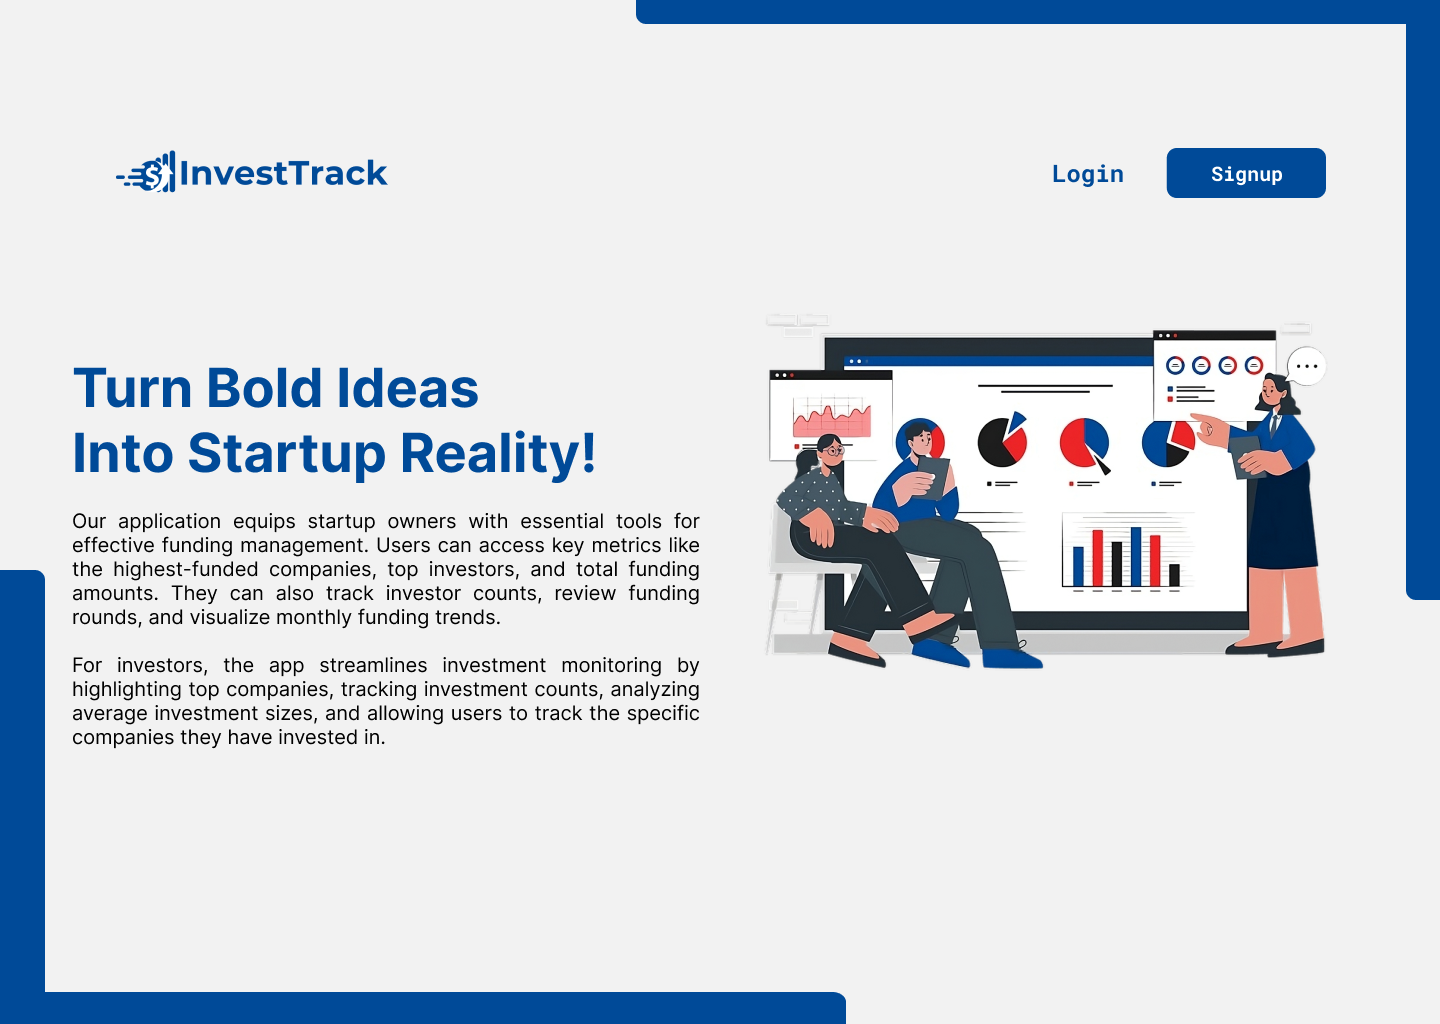 InvestTrack
Login
Signup
Turn Bold Ideas
Into Startup Reality!
Our application equips startup owners with essential tools for
effective funding management. Users can access key metrics like
the highest-funded companies, top investors, and total funding
amounts. They can also track investor counts, review funding
rounds, and visualize monthly funding trends.
For investors, the app streamlines investment monitoring by
highlighting top companies, tracking investment counts, analyzing
average investment sizes, and allowing users to track the specific
companies they have invested in.